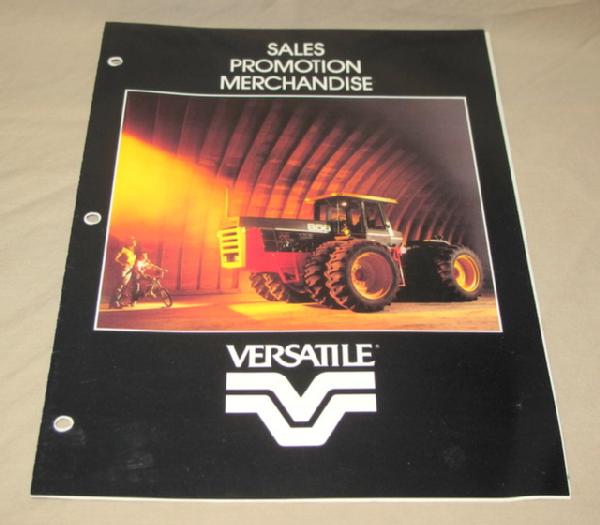 SALES
PROMOTION
MERCHANDISE
VERSATILE